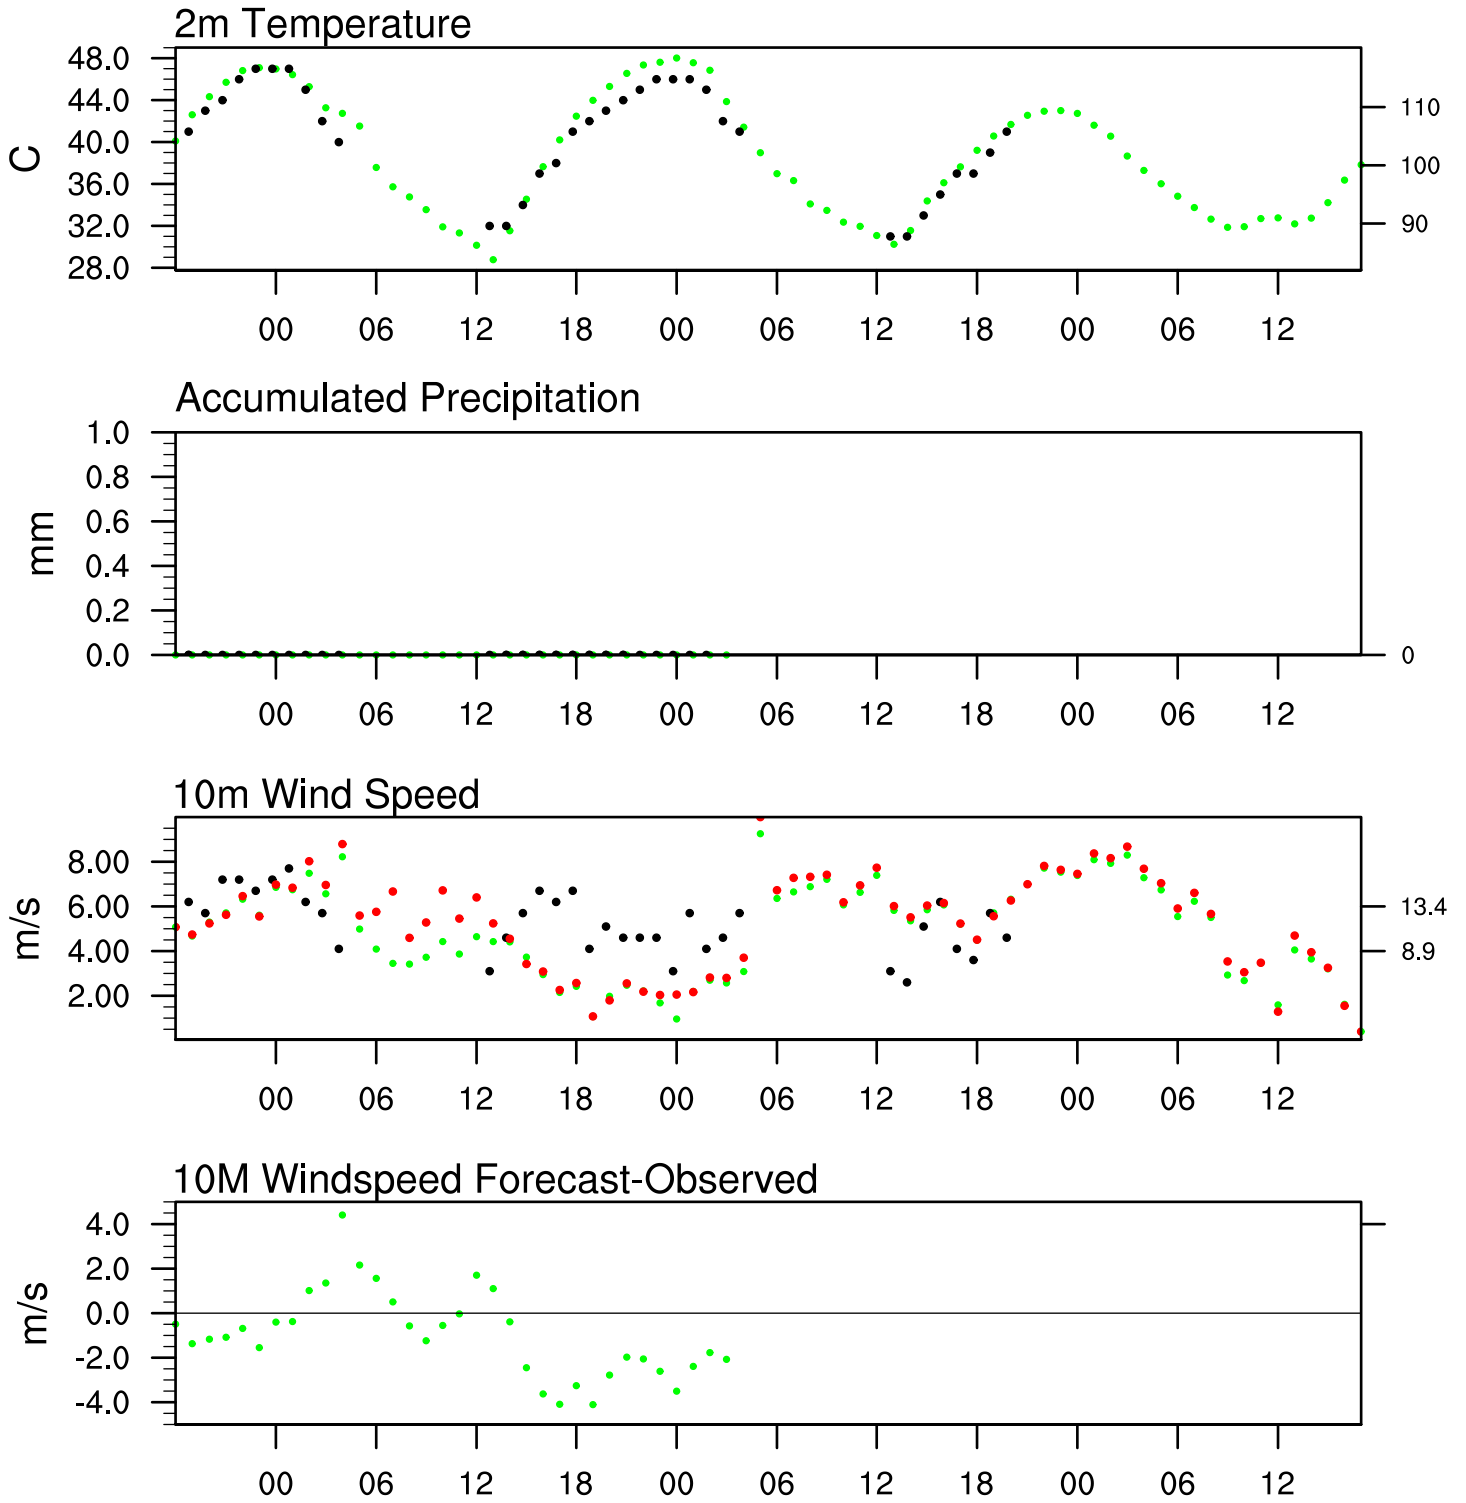 2m Temperature
48.0
44.0
40.0
36.0
32.0
28.0
C
110
100
90
00 06 12 18 00 06 12 18 00 06 12
Accumulated Precipitation
1.0
0.8
0.6
0.4
0.2
0.0
mm
0
00 06 12 18 00 06 12 18 00 06 12
10m Wind Speed
8.00
6.00
4.00
2.00
m/s
13.4
8.9
00 06 12 18 00 06 12 18 00 06 12
10M Windspeed Forecast-Observed
4.0
2.0
0.0
-2.0
-4.0
m/s
00 06 12 18 00 06 12 18 00 06 12